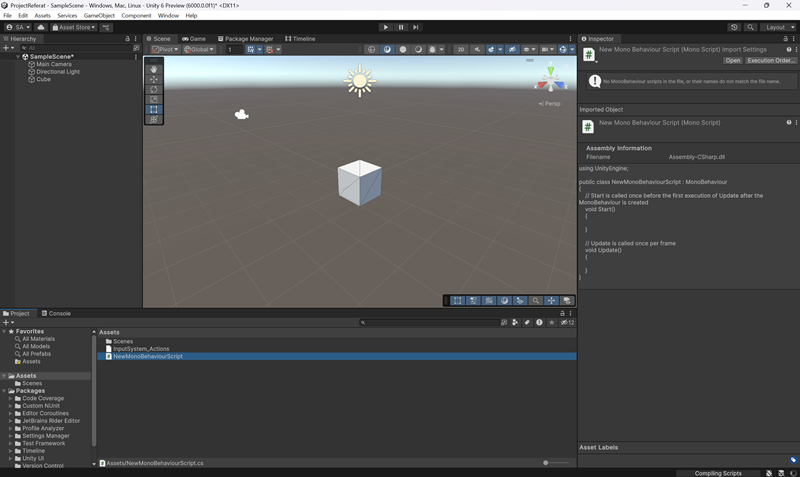 ProjectReferat - SampleScene* - Windows, Mac, Linux - Unity 6 Preview (6000.0.0f1)* <DX11>
File Edit Assets GameObject Component Window Help
SA Asset Store Layout
Hierarchy
All
SampleScene*
Main Camera
Directional Light
Cube
Scene Game Package Manager Timeline
Pivot Global 1 2D
Persp
Inspector
New Mono Behaviour Script (Mono Script) Import Settings
Open Execution Order...
No MonoBehaviour scripts in the file, or their names do not match the file name.
Imported Object
New Mono Behaviour Script (Mono Script)
Assembly Information
Filename Assembly-CSharp.dll
using UnityEngine;
public class NewMonoBehaviourScript : MonoBehaviour
{
// Start is called once before the first execution of Update after the
MonoBehaviour is created
void Start()
{
}
// Update is called once per frame
void Update()
{
}
}
Asset Labels
Project Console
12
Favorites
All Materials
All Models
All Prefabs
Assets
Assets
Scenes
Packages
Code Coverage
Custom NUnit
Editor Coroutines
JetBrains Rider Editor
Profile Analyzer
Settings Manager
Test Framework
Timeline
Unity UI
Version Control
Assets
Scenes
InputSystem_Actions
NewMonoBehaviourScript
Assets/NewMonoBehaviourScript.cs
Compiling Scripts